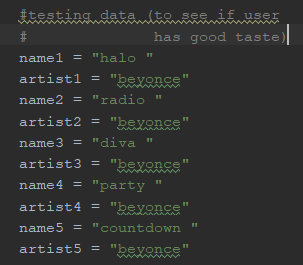 #testing data (to see if user
#                has good taste)
name1 = "halo "
artist1 = "beyonce"
name2 = "radio "
artist2 = "beyonce"
name3 = "diva "
artist3 = "beyonce"
name4 = "party "
artist4 = "beyonce"
name5 = "countdown "
artist5 = "beyonce"